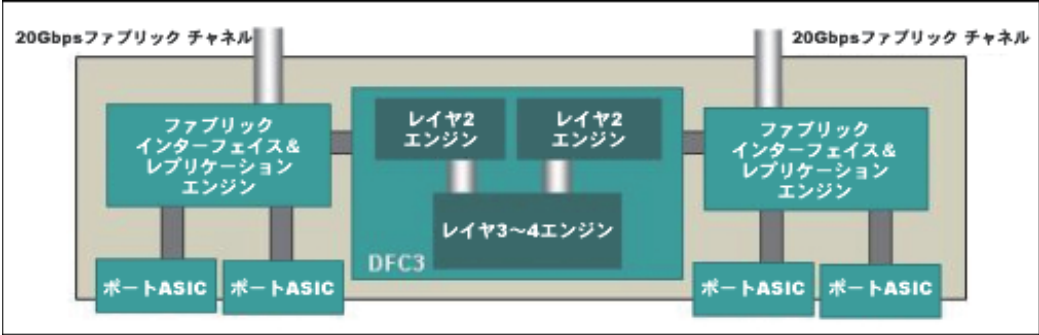 20Gbpsファブリック チャネル
20Gbpsファブリック チャネル
ファブリック
インターフェイス＆
レプリケーション
エンジン
レイヤ2
エンジン
レイヤ2
エンジン
レイヤ3～4エンジン
DFC3
ファブリック
インターフェイス＆
レプリケーション
エンジン
ポートASIC
ポートASIC
ポートASIC
ポートASIC